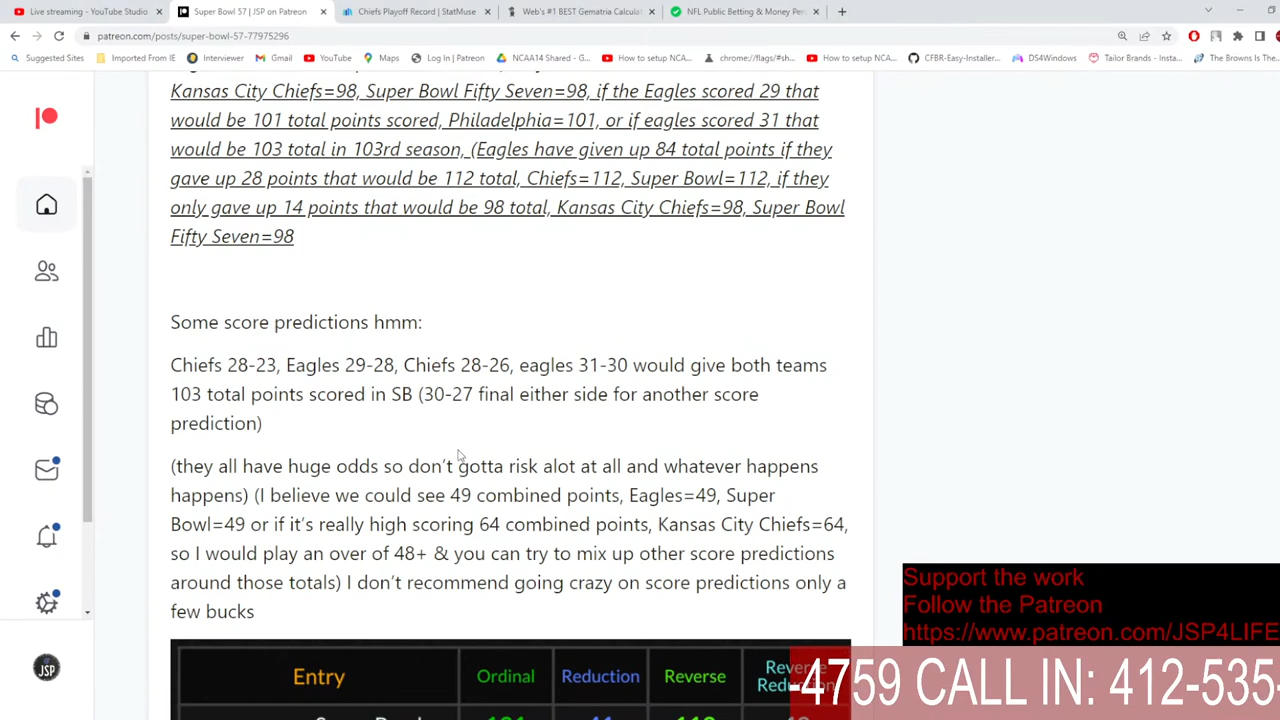 Live streaming - YouTube Studio
Super Bowl 57 | JSP on Patreon
Chiefs Playoff Record | StatMuse
Web's #1 BEST Gematria Calculat
NFL Public Betting & Money Per
patreon.com/posts/super-bowl-57-77975296
Suggested Sites
Imported From IE
Interviewer
Gmail
YouTube
Maps
Log In | Patreon
NCAA14 Shared - G...
How to setup NCA...
chrome://flags/#sh...
How to setup NCA...
CFBR-Easy-Installer...
DS4Windows
Tailor Brands - Insta...
The Browns Is The
Kansas City Chiefs=98, Super Bowl Fifty Seven=98, if the Eagles scored 29 that
would be 101 total points scored, Philadelphia=101, or if eagles scored 31 that
would be 103 total in 103rd season, (Eagles have given up 84 total points if they
gave up 28 points that would be 112 total, Chiefs=112, Super Bowl=112, if they
only gave up 14 points that would be 98 total, Kansas City Chiefs=98, Super Bowl
Fifty Seven=98
Some score predictions hmm:
Chiefs 28-23, Eagles 29-28, Chiefs 28-26, eagles 31-30 would give both teams
103 total points scored in SB (30-27 final either side for another score
prediction)
(they all have huge odds so don't gotta risk alot at all and whatever happens
happens) (I believe we could see 49 combined points, Eagles=49, Super
Bowl=49 or if it's really high scoring 64 combined points, Kansas City Chiefs=64,
so I would play an over of 48+ & you can try to mix up other score predictions
around those totals) I don't recommend going crazy on score predictions only a
few bucks
Entry
Ordinal
Reduction
Reverse
Reverse
Reduction
JSP
Support the work
Follow the Patreon
https://www.patreon.com/JSP4LIFE
-4759 CALL IN: 412-535-